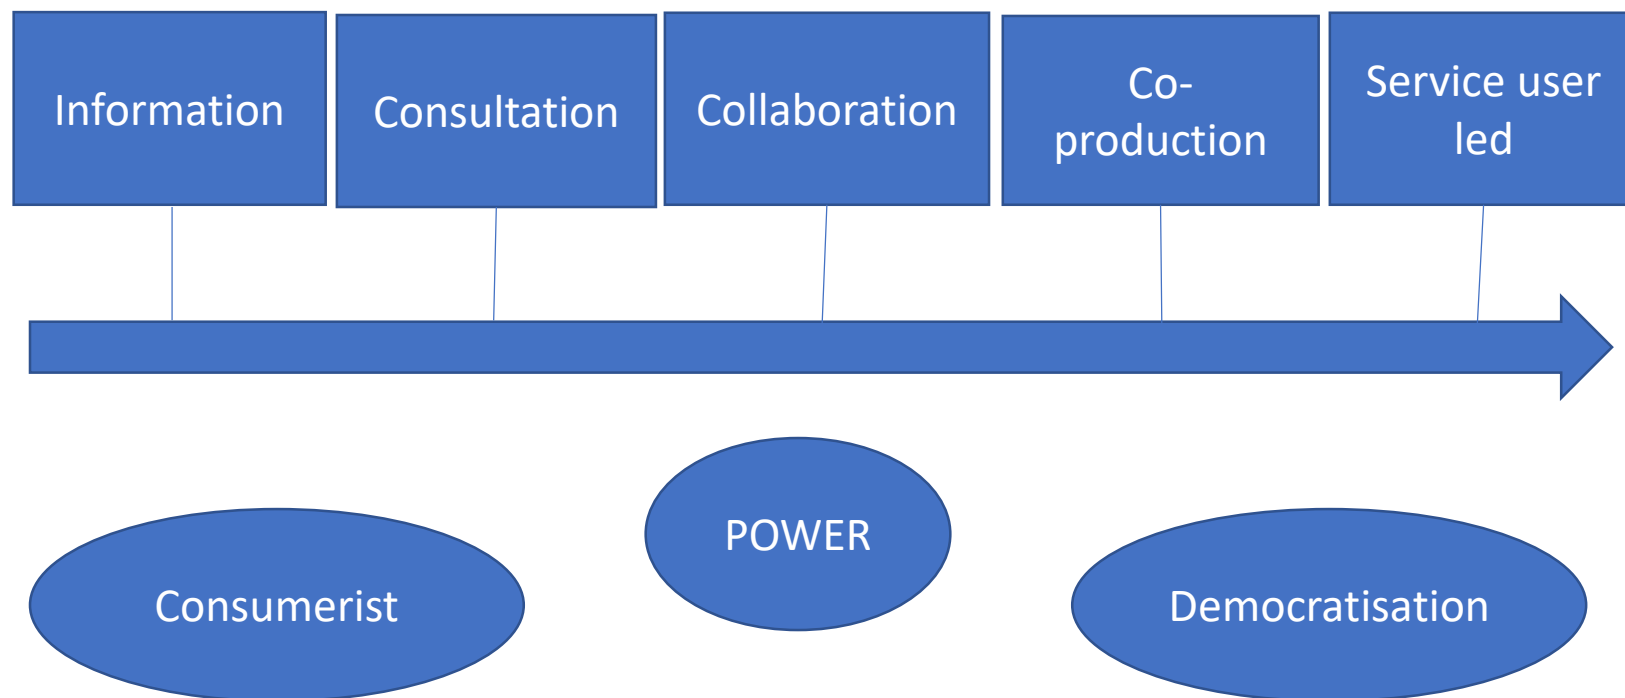 Information
Consultation
Collaboration
Co-
production
Service user
led
POWER
Consumerist
Democratisation